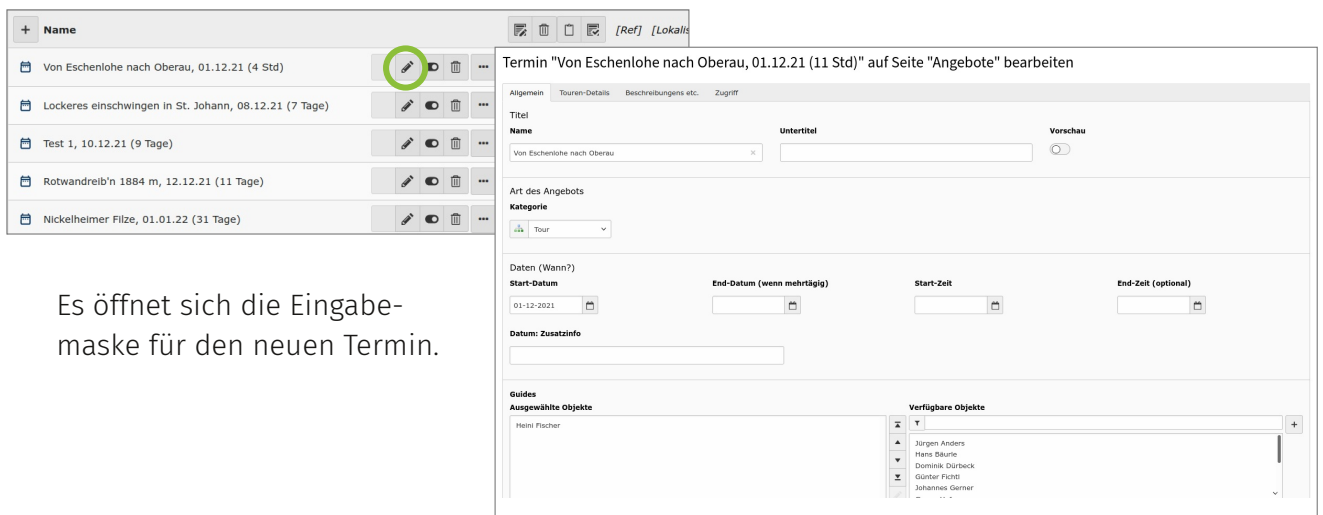 Name
[Ref] [Lokalis
Von Eschenlohe nach Oberau, 01.12.21 (4 Std)
Lockeres einschwingen in St. Johann, 08.12.21 (7 Tage)
Test 1, 10.12.21 (9 Tage)
Rotwandreib'n 1884 m, 12.12.21 (11 Tage)
Nickelheimer Filze, 01.01.22 (31 Tage)
Es öffnet sich die Eingabe-
maske für den neuen Termin.
Termin "Von Eschenlohe nach Oberau, 01.12.21 (11 Std)" auf Seite "Angebote" bearbeiten
Allgemein Touren-Details Beschreibungens etc. Zugriff
Titel
Name Untertitel Vorschau
Von Eschenlohe nach Oberau
Art des Angebots
Kategorie
Tour
Daten (Wann?)
Start-Datum End-Datum (wenn mehrtägig) Start-Zeit End-Zeit (optional)
01-12-2021
Datum: Zusatzinfo
Guides
Ausgewählte Objekte Verfügbare Objekte
Heini Fischer
Jürgen Anders
Hans Bäurle
Dominik Dürbeck
Günter Fichtl
Johannes Gerner